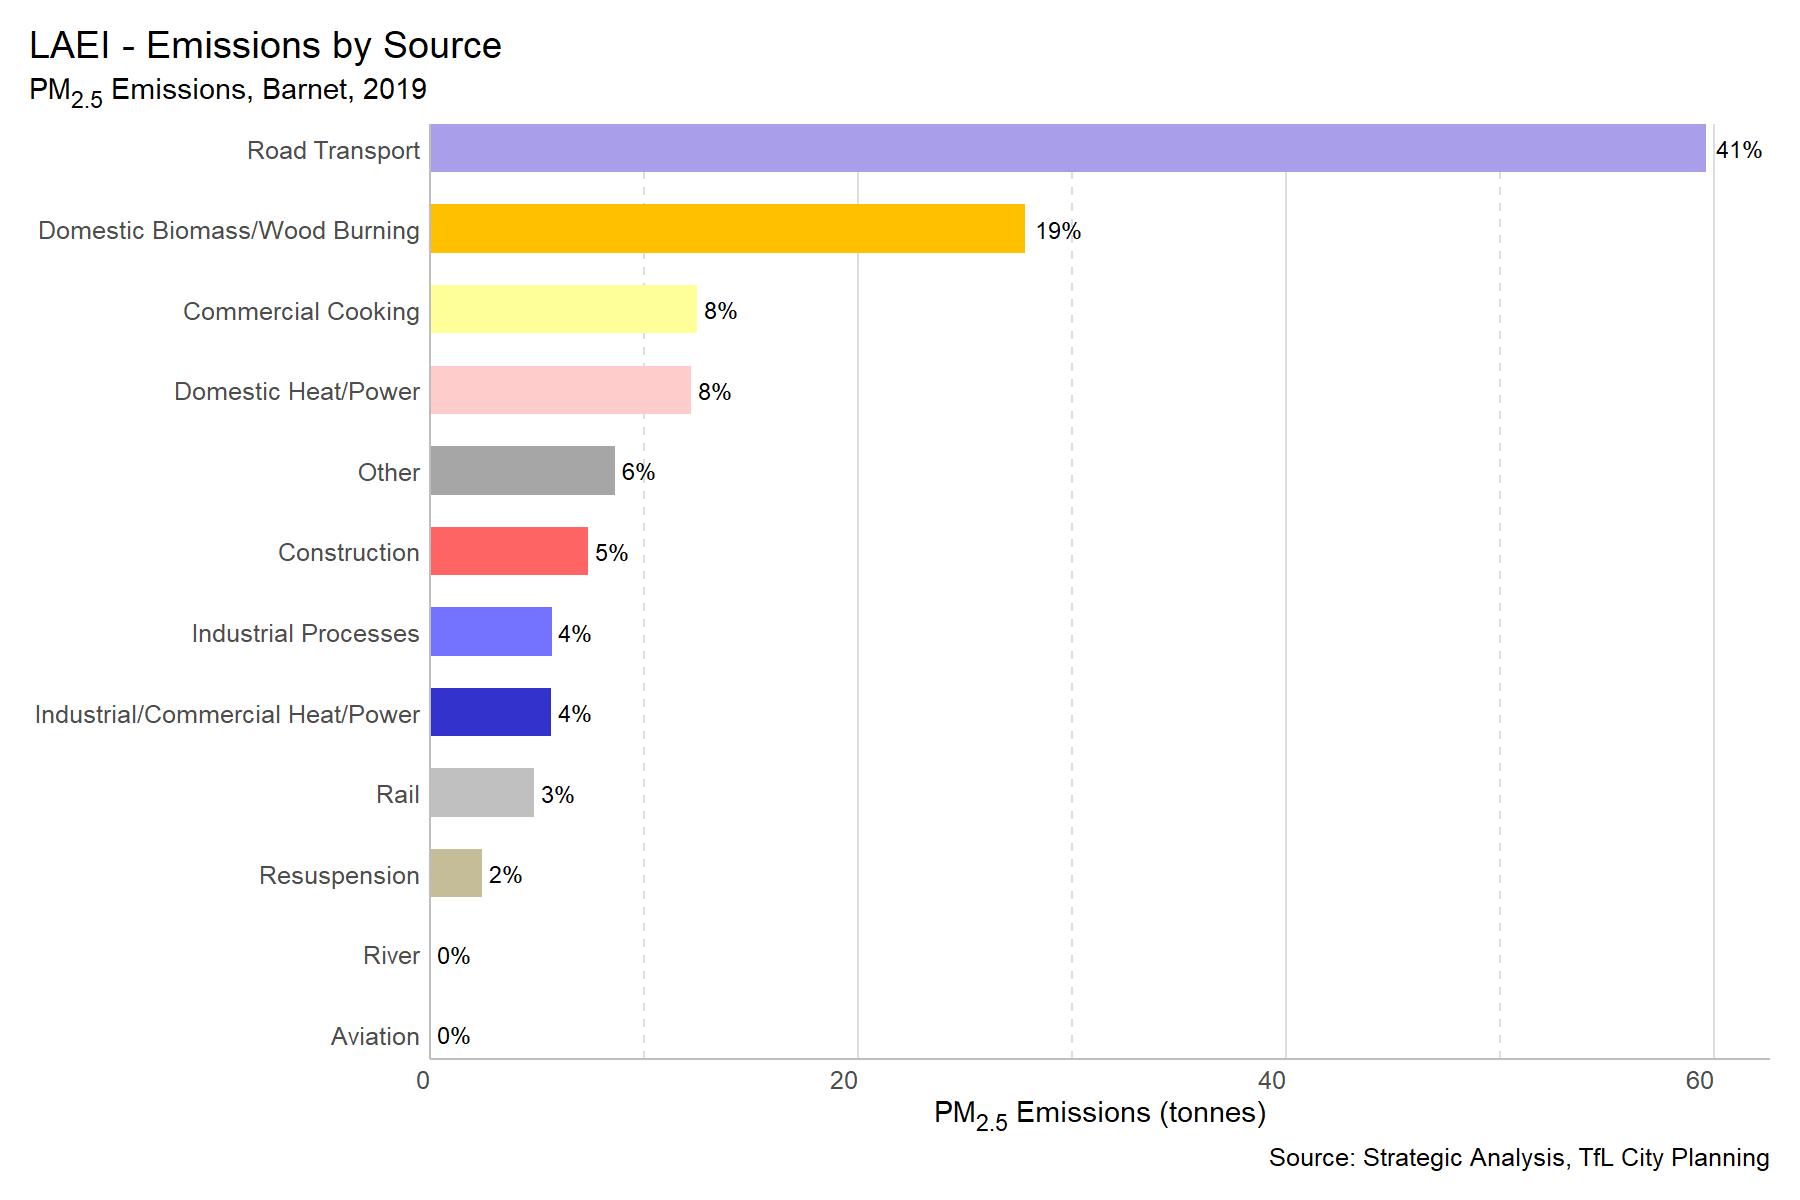 LAEI - Emissions by Source
PM2.5 Emissions, Barnet, 2019
Road Transport 41%
Domestic Biomass/Wood Burning 19%
Commercial Cooking 8%
Domestic Heat/Power 8%
Other 6%
Construction 5%
Industrial Processes 4%
Industrial/Commercial Heat/Power 4%
Rail 3%
Resuspension 2%
River 0%
Aviation 0%
0 20 40 60
PM2.5 Emissions (tonnes)
Source: Strategic Analysis, TfL City Planning